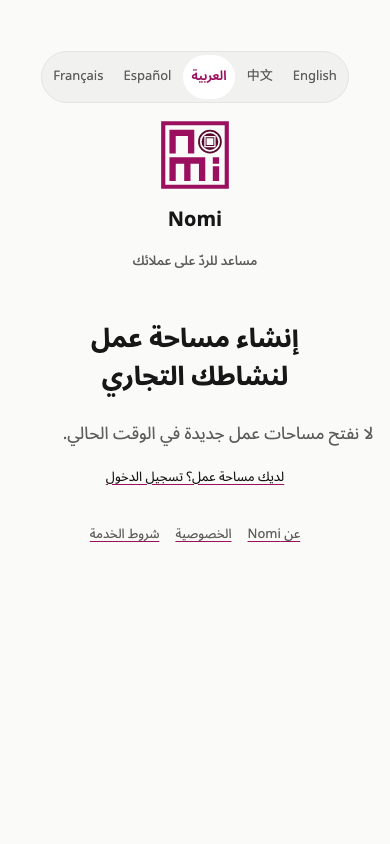 English 中文 العربية Español Français
Nomi
مساعد للردّ على عملائك
إنشاء مساحة عمل
لنشاطك التجاري
لا نفتح مساحات عمل جديدة في الوقت الحالي.
لديك مساحة عمل؟ تسجيل الدخول
عن Nomi الخصوصية شروط الخدمة